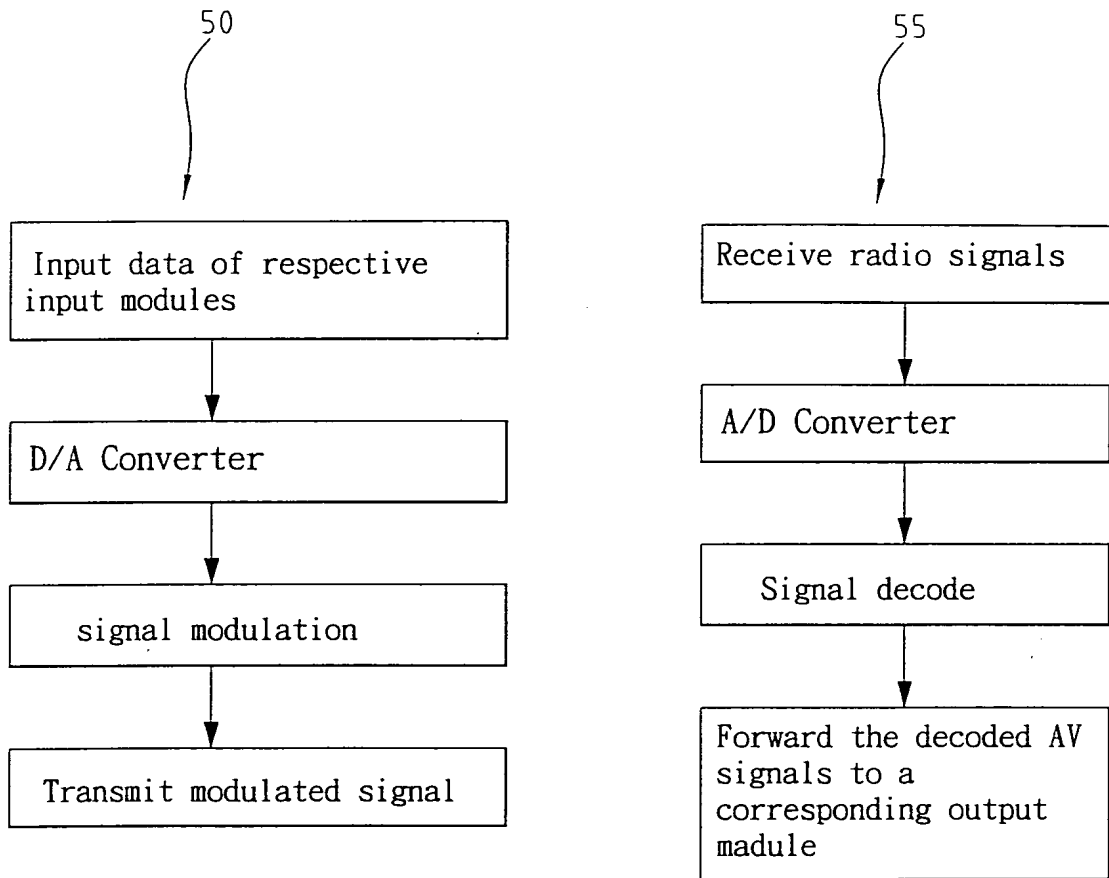 50
Input data of respective
input modules
D/A Converter
signal modulation
Transmit modulated signal
55
Receive radio signals
A/D Converter
Signal decode
Forward the decoded AV
signals to a
corresponding output
madule